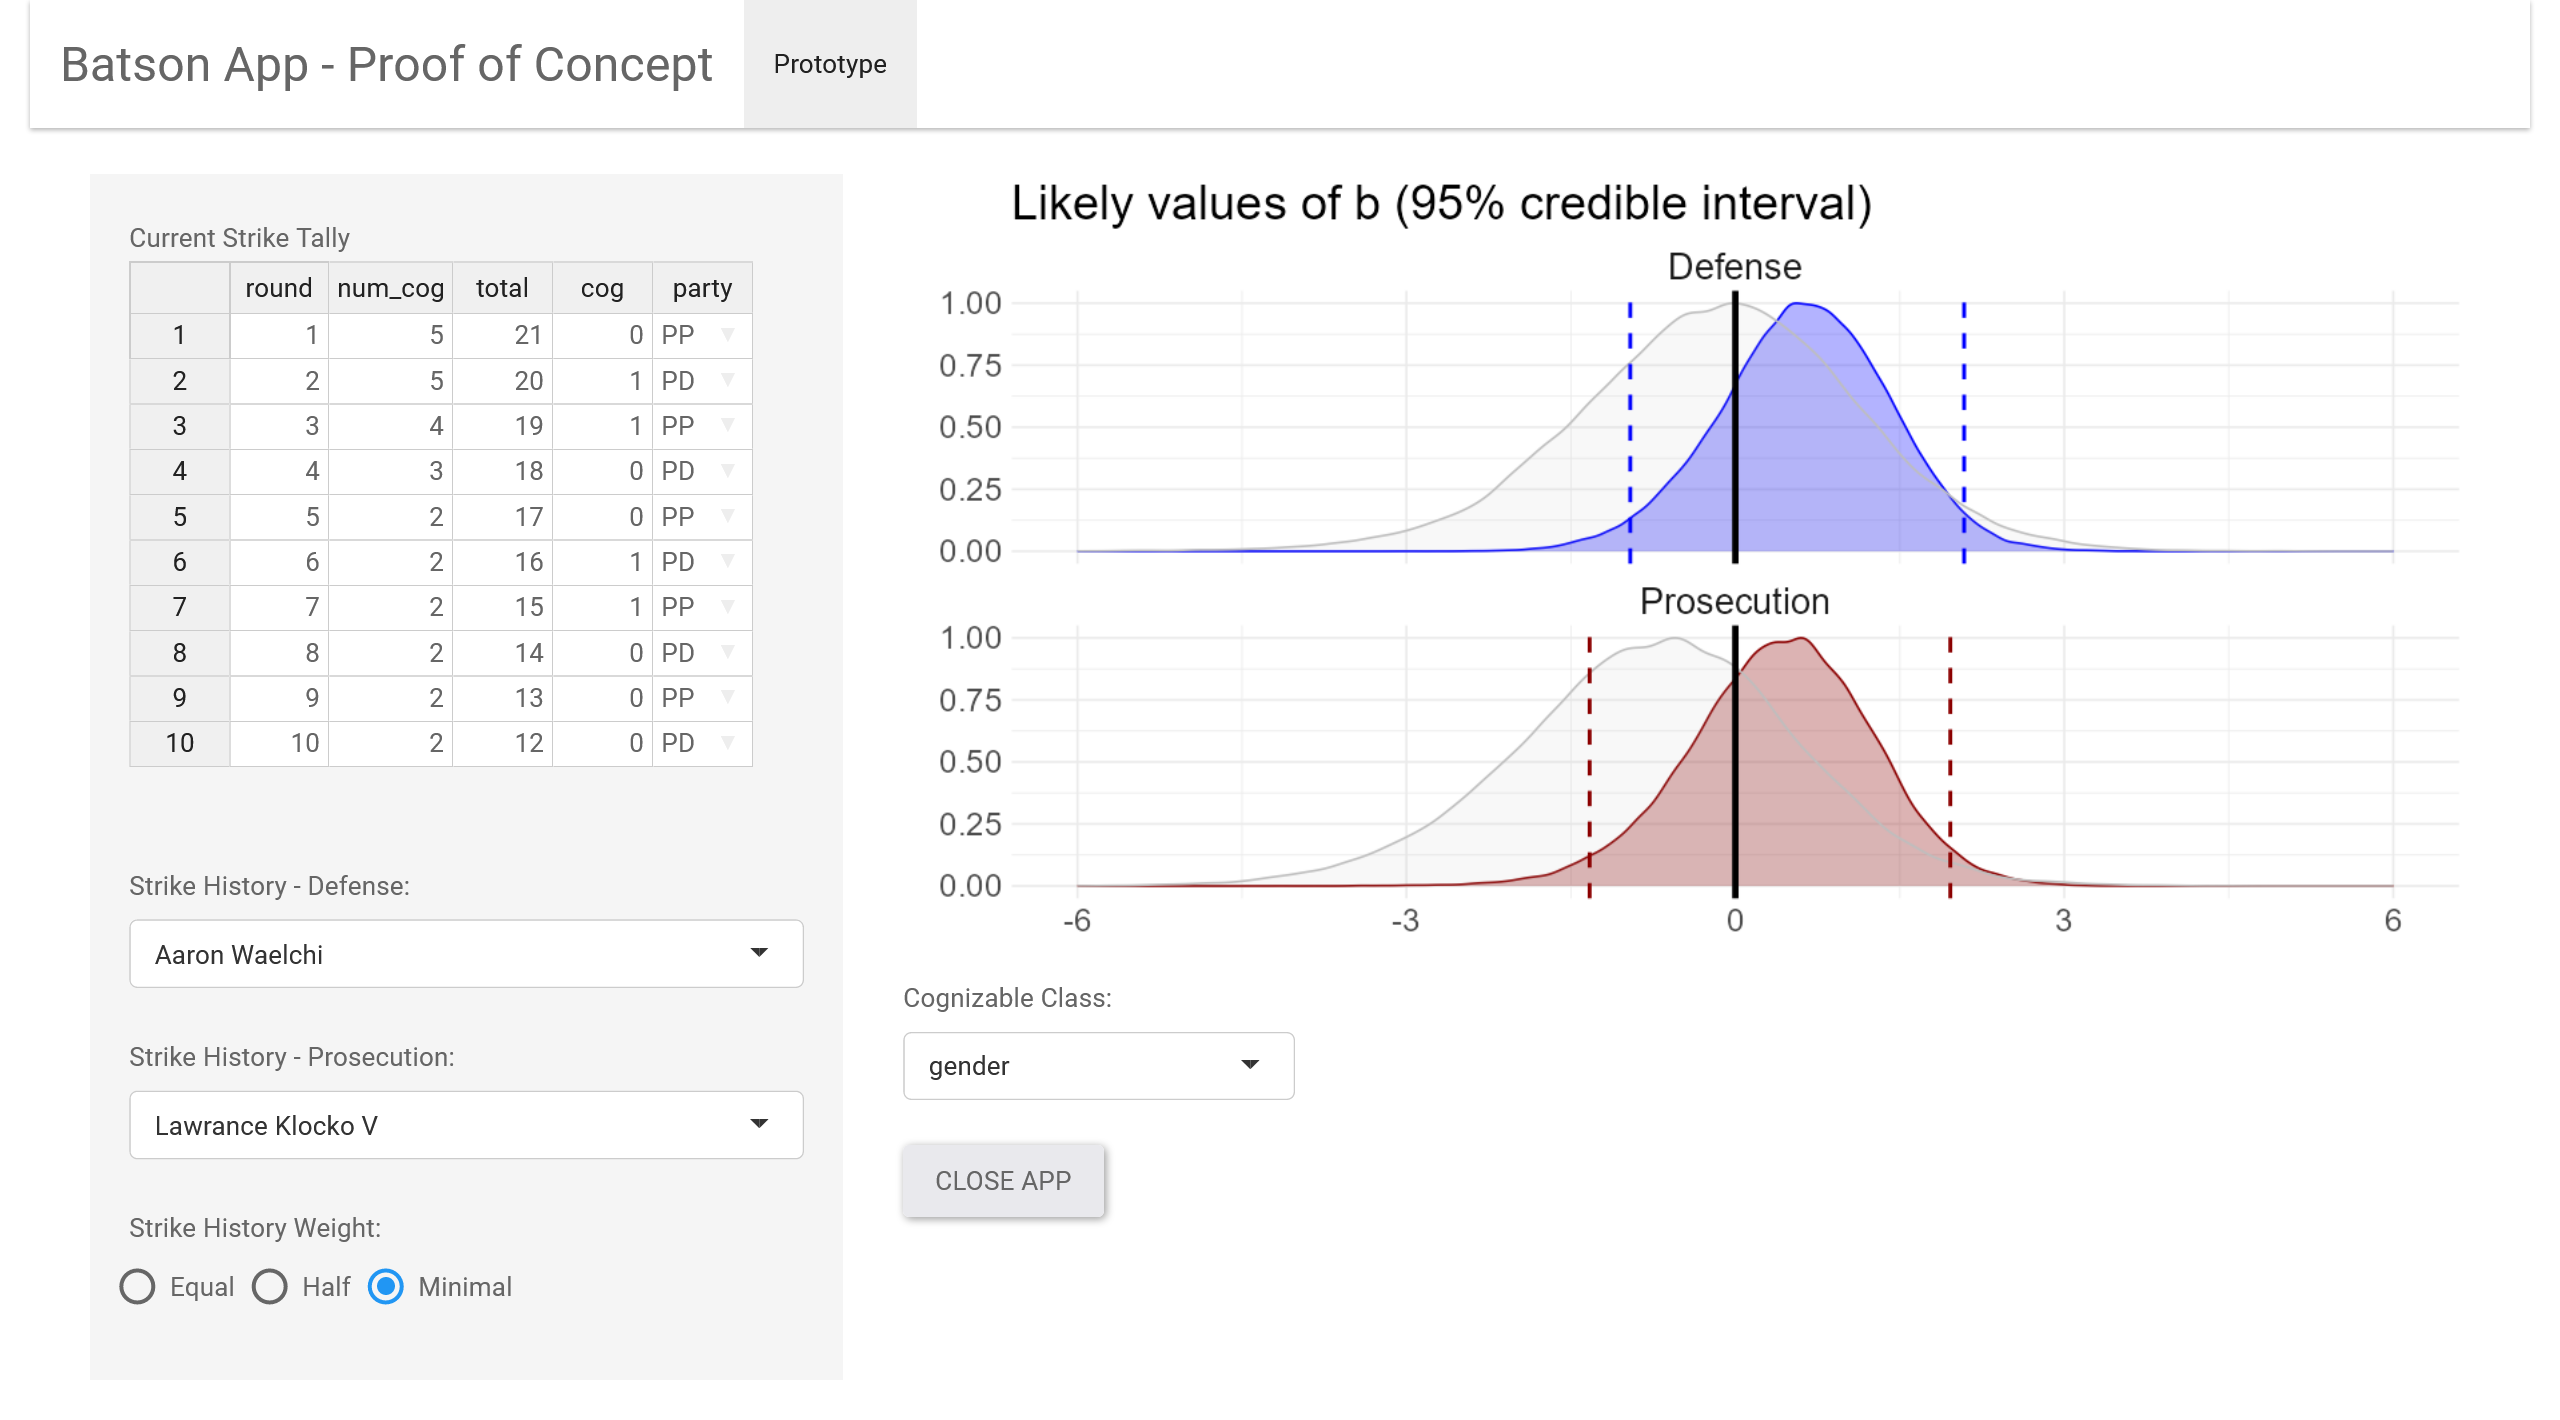 Batson App - Proof of Concept
Prototype
Current Strike Tally
round num_cog total cog party
1 1 5 21 0 PP
2 2 5 20 1 PD
3 3 4 19 1 PP
4 4 3 18 0 PD
5 5 2 17 0 PP
6 6 2 16 1 PD
7 7 2 15 1 PP
8 8 2 14 0 PD
9 9 2 13 0 PP
10 10 2 12 0 PD
Strike History - Defense:
Aaron Waelchi
Strike History - Prosecution:
Lawrance Klocko V
Strike History Weight:
Equal Half Minimal
Likely values of b (95% credible interval)
Defense
1.00
0.75
0.50
0.25
0.00
Prosecution
1.00
0.75
0.50
0.25
0.00
-6 -3 0 3 6
Cognizable Class:
gender
CLOSE APP